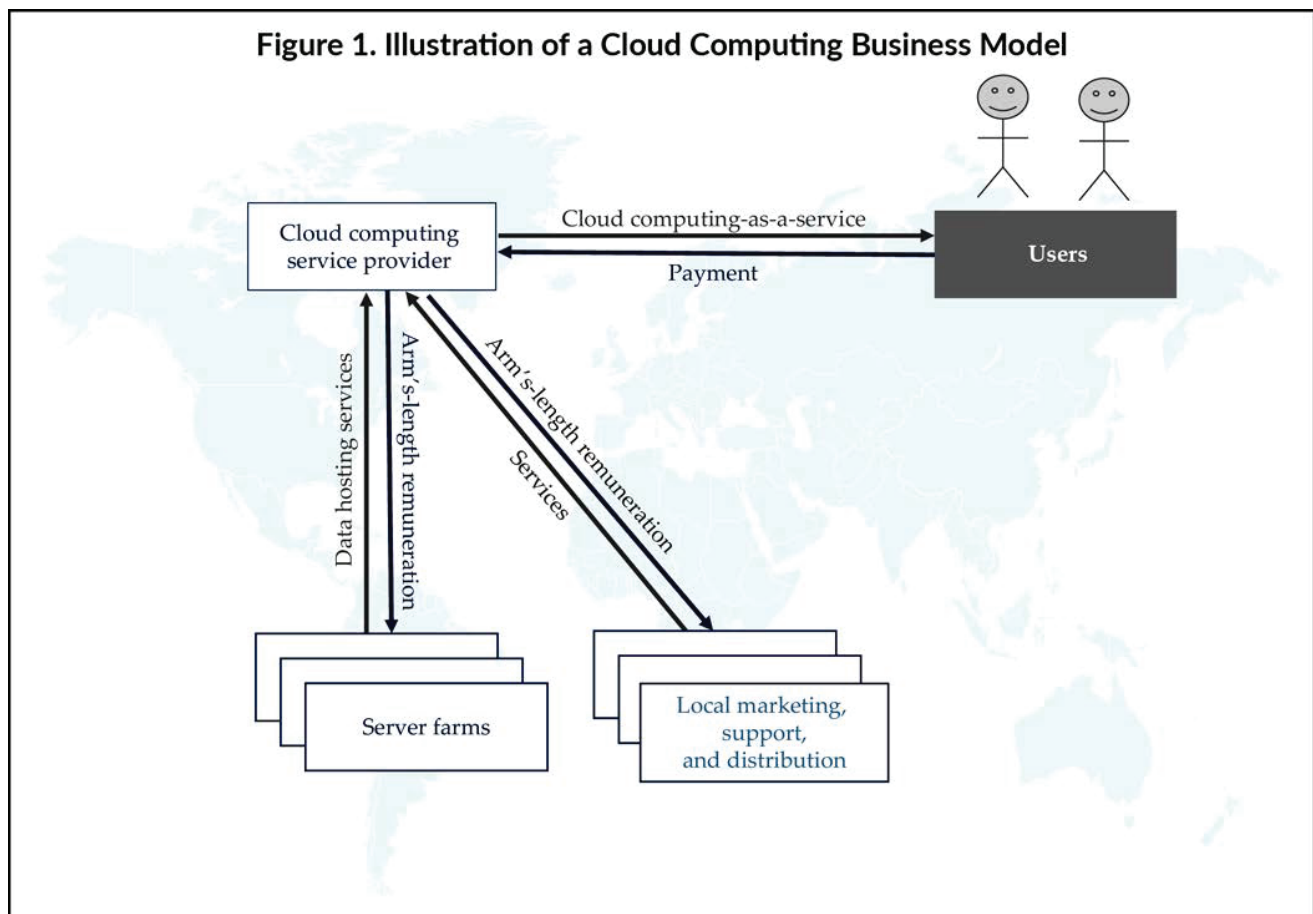 Figure 1. Illustration of a Cloud Computing Business Model
Cloud computing
service provider
Cloud computing-as-a-service
Payment
Users
Data hosting services
Arm's-length remuneration
Arm's-length remuneration
Services
Server farms
Local marketing,
support,
and distribution